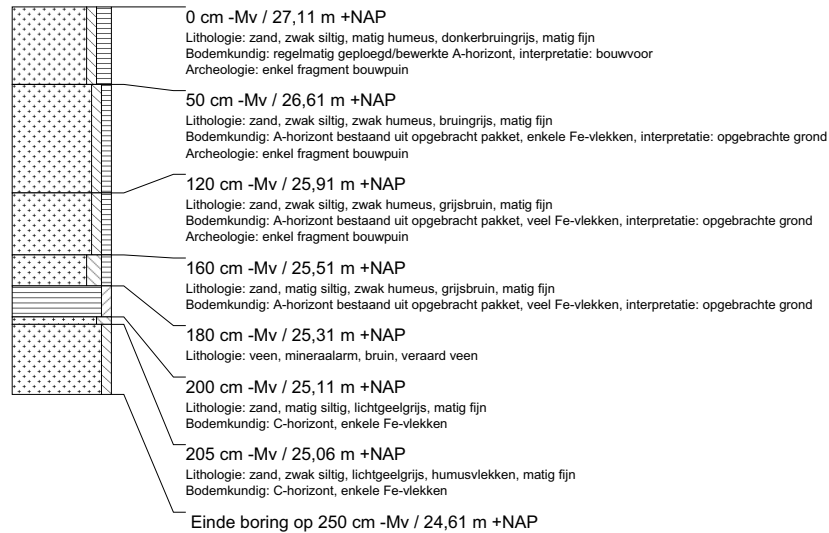 0 cm -Mv / 27,11 m +NAP
Lithologie: zand, zwak siltig, matig humeus, donkerbruingrijs, matig fijn
Bodemkundig: regelmatig geploegd/bewerkte A-horizont, interpretatie: bouwvoor
Archeologie: enkel fragment bouwpuin
50 cm -Mv / 26,61 m +NAP
Lithologie: zand, zwak siltig, zwak humeus, bruingrijs, matig fijn
Bodemkundig: A-horizont bestaand uit opgebracht pakket, enkele Fe-vlekken, interpretatie: opgebrachte grond
Archeologie: enkel fragment bouwpuin
120 cm -Mv / 25,91 m +NAP
Lithologie: zand, zwak siltig, zwak humeus, grijsbruin, matig fijn
Bodemkundig: A-horizont bestaand uit opgebracht pakket, veel Fe-vlekken, interpretatie: opgebrachte grond
Archeologie: enkel fragment bouwpuin
160 cm -Mv / 25,51 m +NAP
Lithologie: zand, matig siltig, zwak humeus, grijsbruin, matig fijn
Bodemkundig: A-horizont bestaand uit opgebracht pakket, veel Fe-vlekken, interpretatie: opgebrachte grond
180 cm -Mv / 25,31 m +NAP
Lithologie: veen, mineraalarm, bruin, veraard veen
200 cm -Mv / 25,11 m +NAP
Lithologie: zand, matig siltig, lichtgeelgrijs, matig fijn
Bodemkundig: C-horizont, enkele Fe-vlekken
205 cm -Mv / 25,06 m +NAP
Lithologie: zand, zwak siltig, lichtgeelgrijs, humusvlekken, matig fijn
Bodemkundig: C-horizont, enkele Fe-vlekken
Einde boring op 250 cm -Mv / 24,61 m +NAP